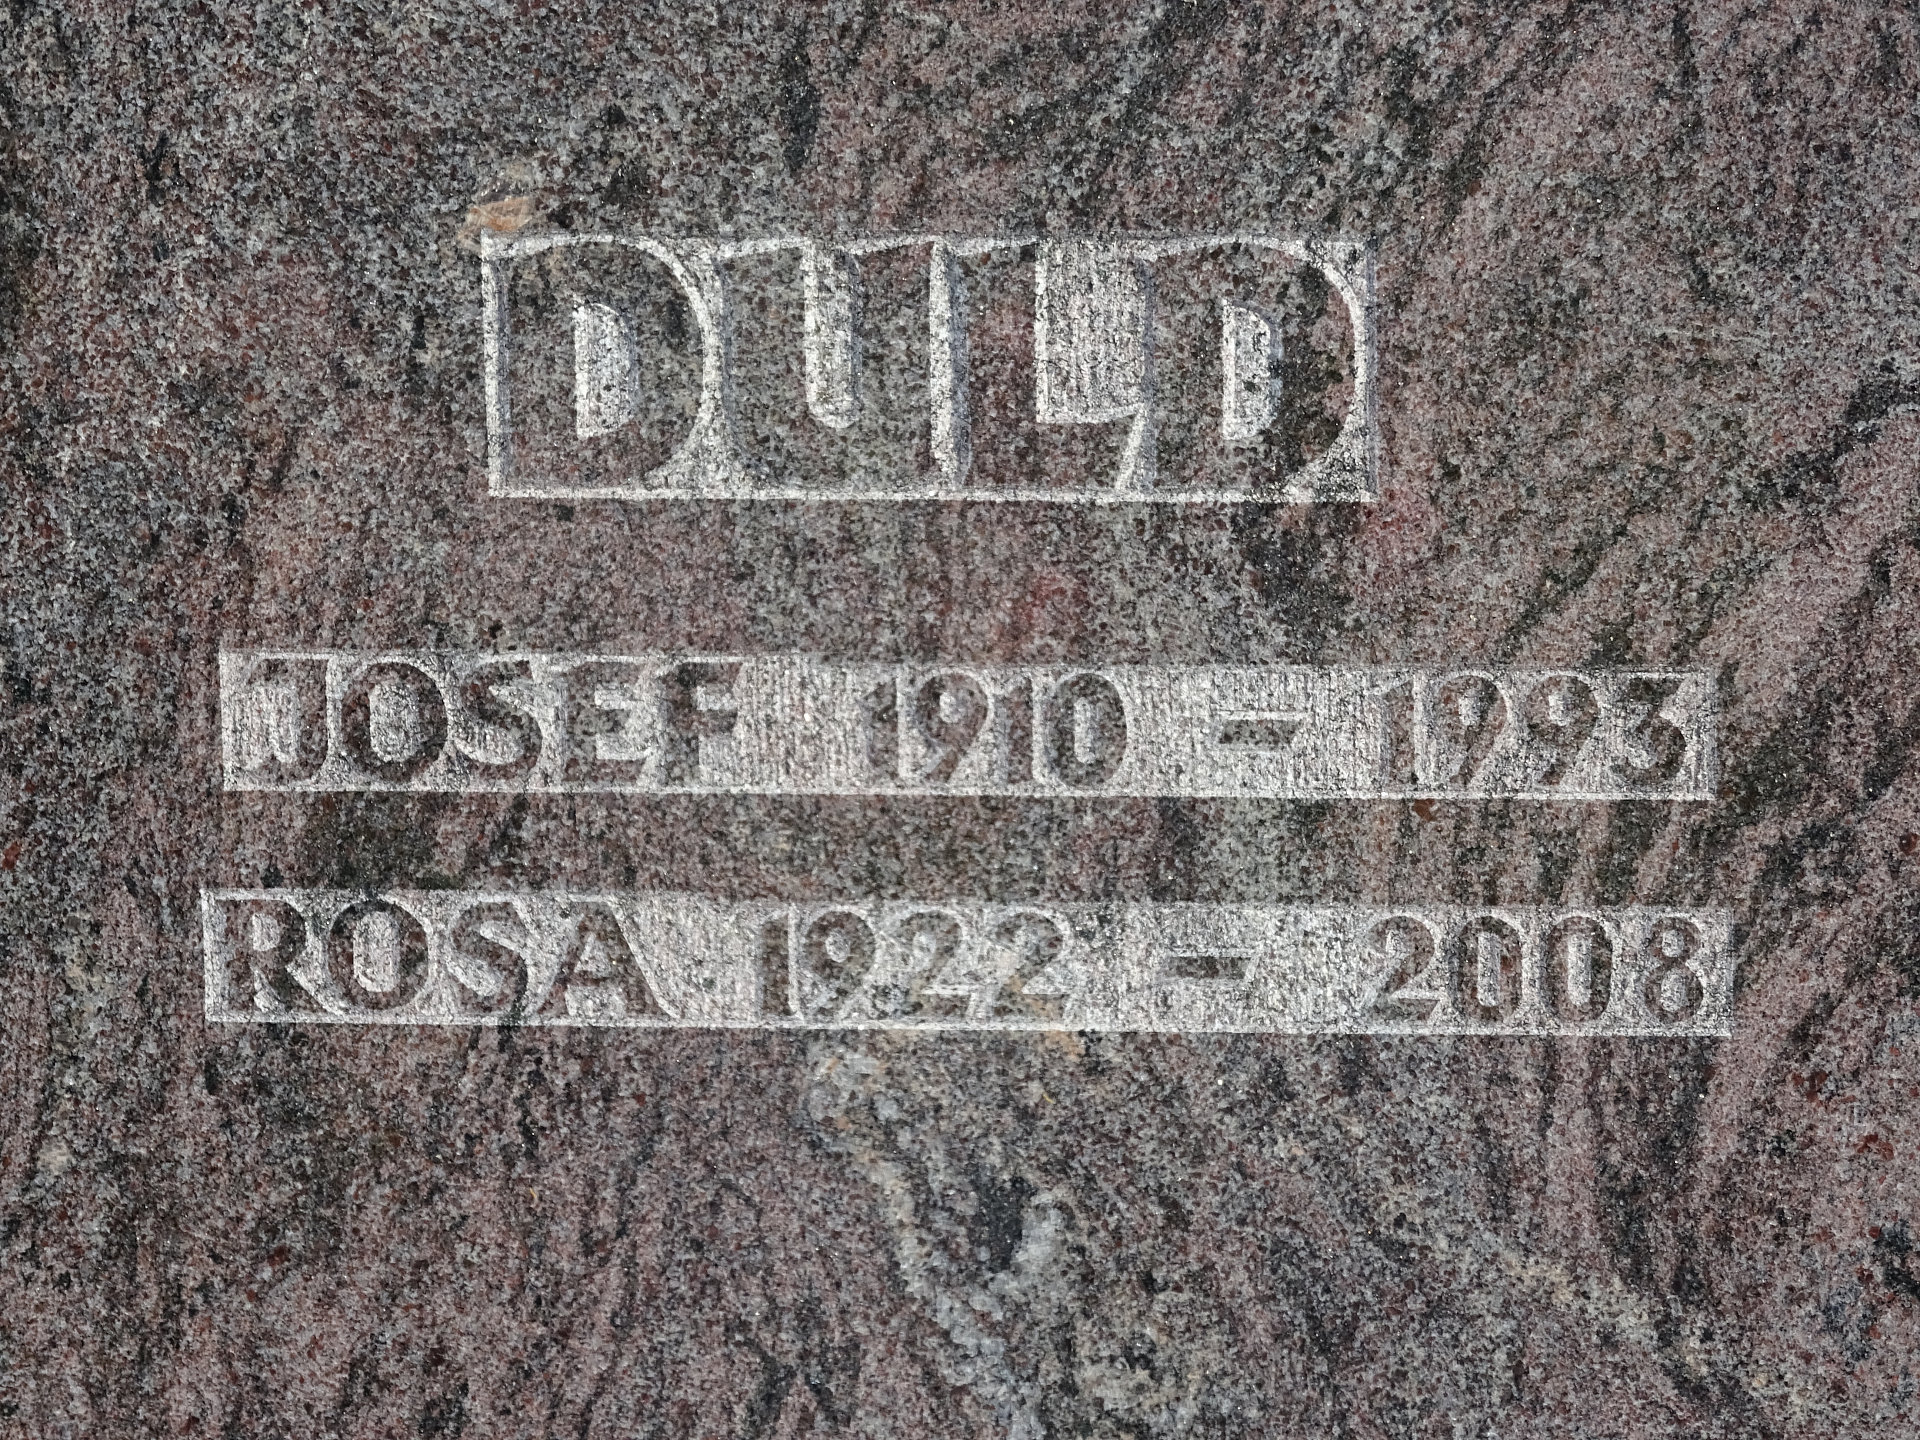 DULD
JOSEF 1910 – 1993
ROSA 1922 – 2008